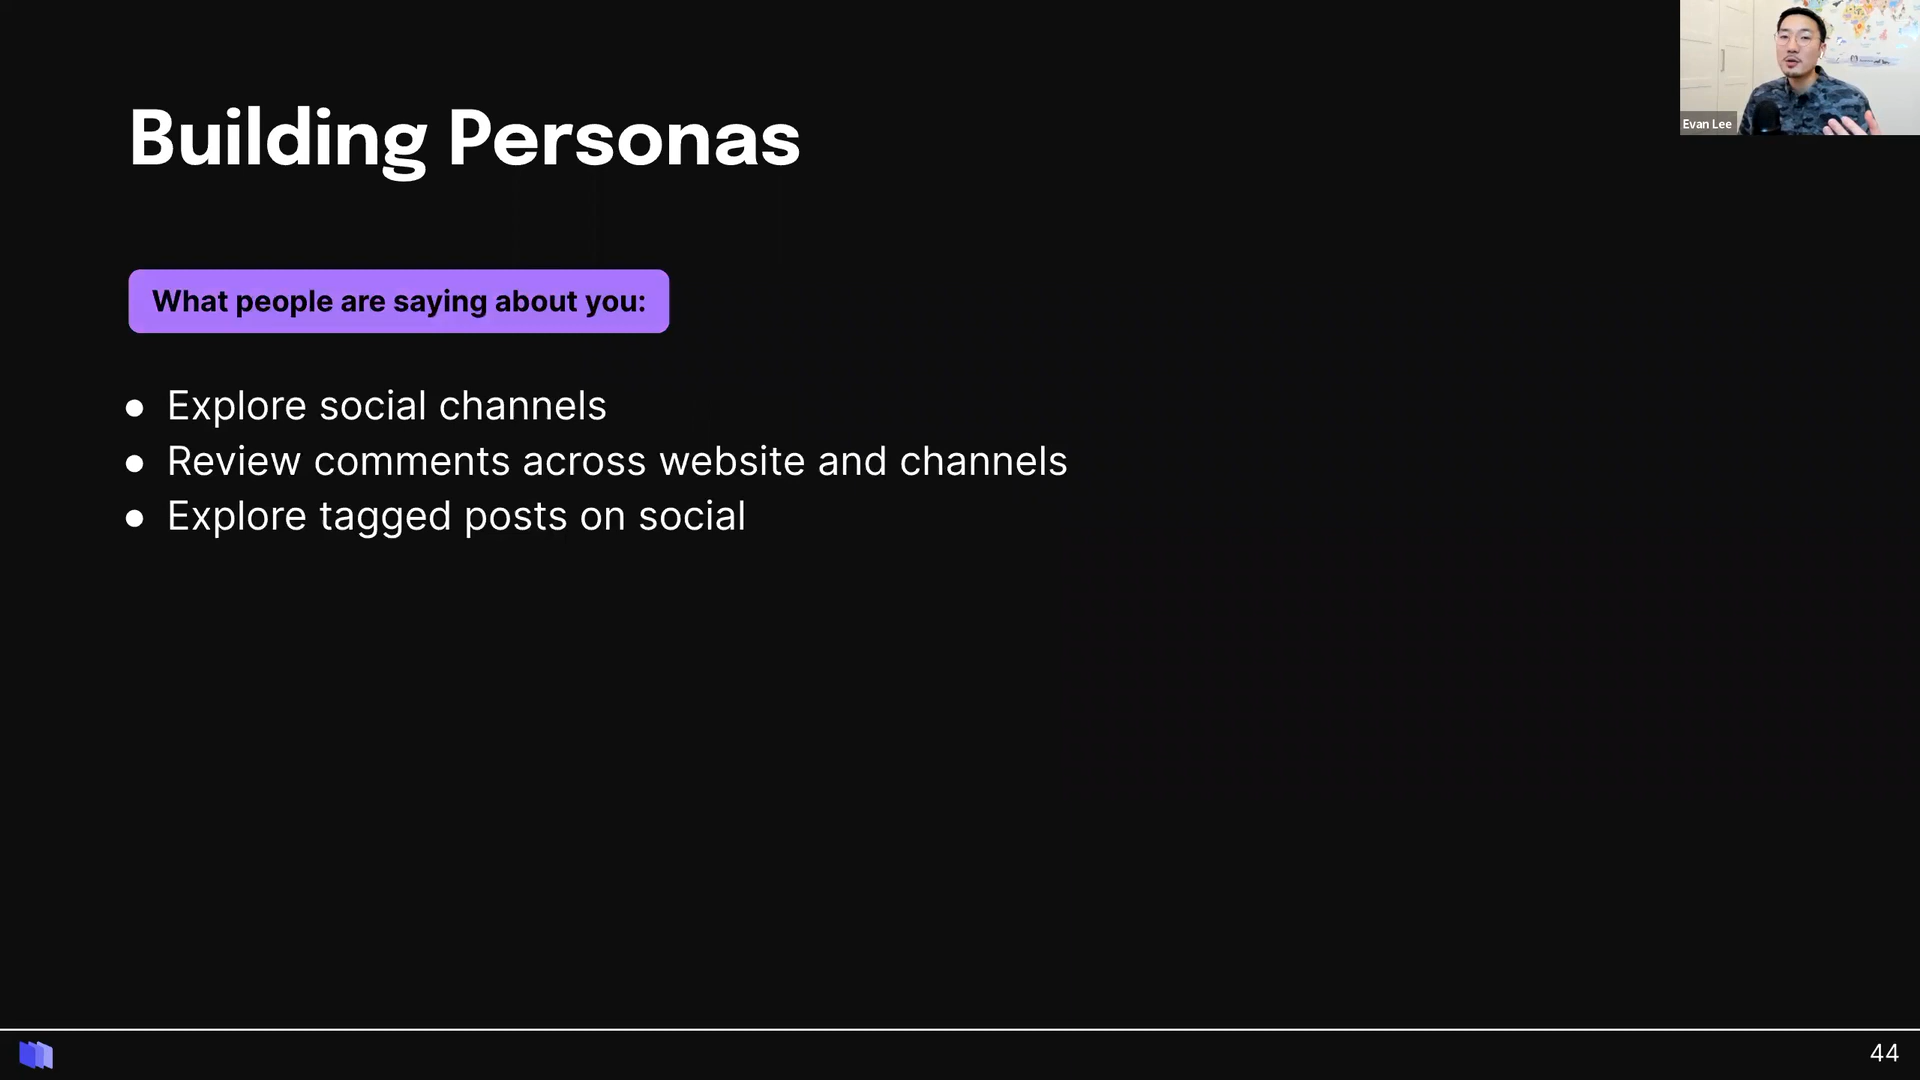 Building Personas
Evan Lee
What people are saying about you:
● Explore social channels
● Review comments across website and channels
● Explore tagged posts on social
44